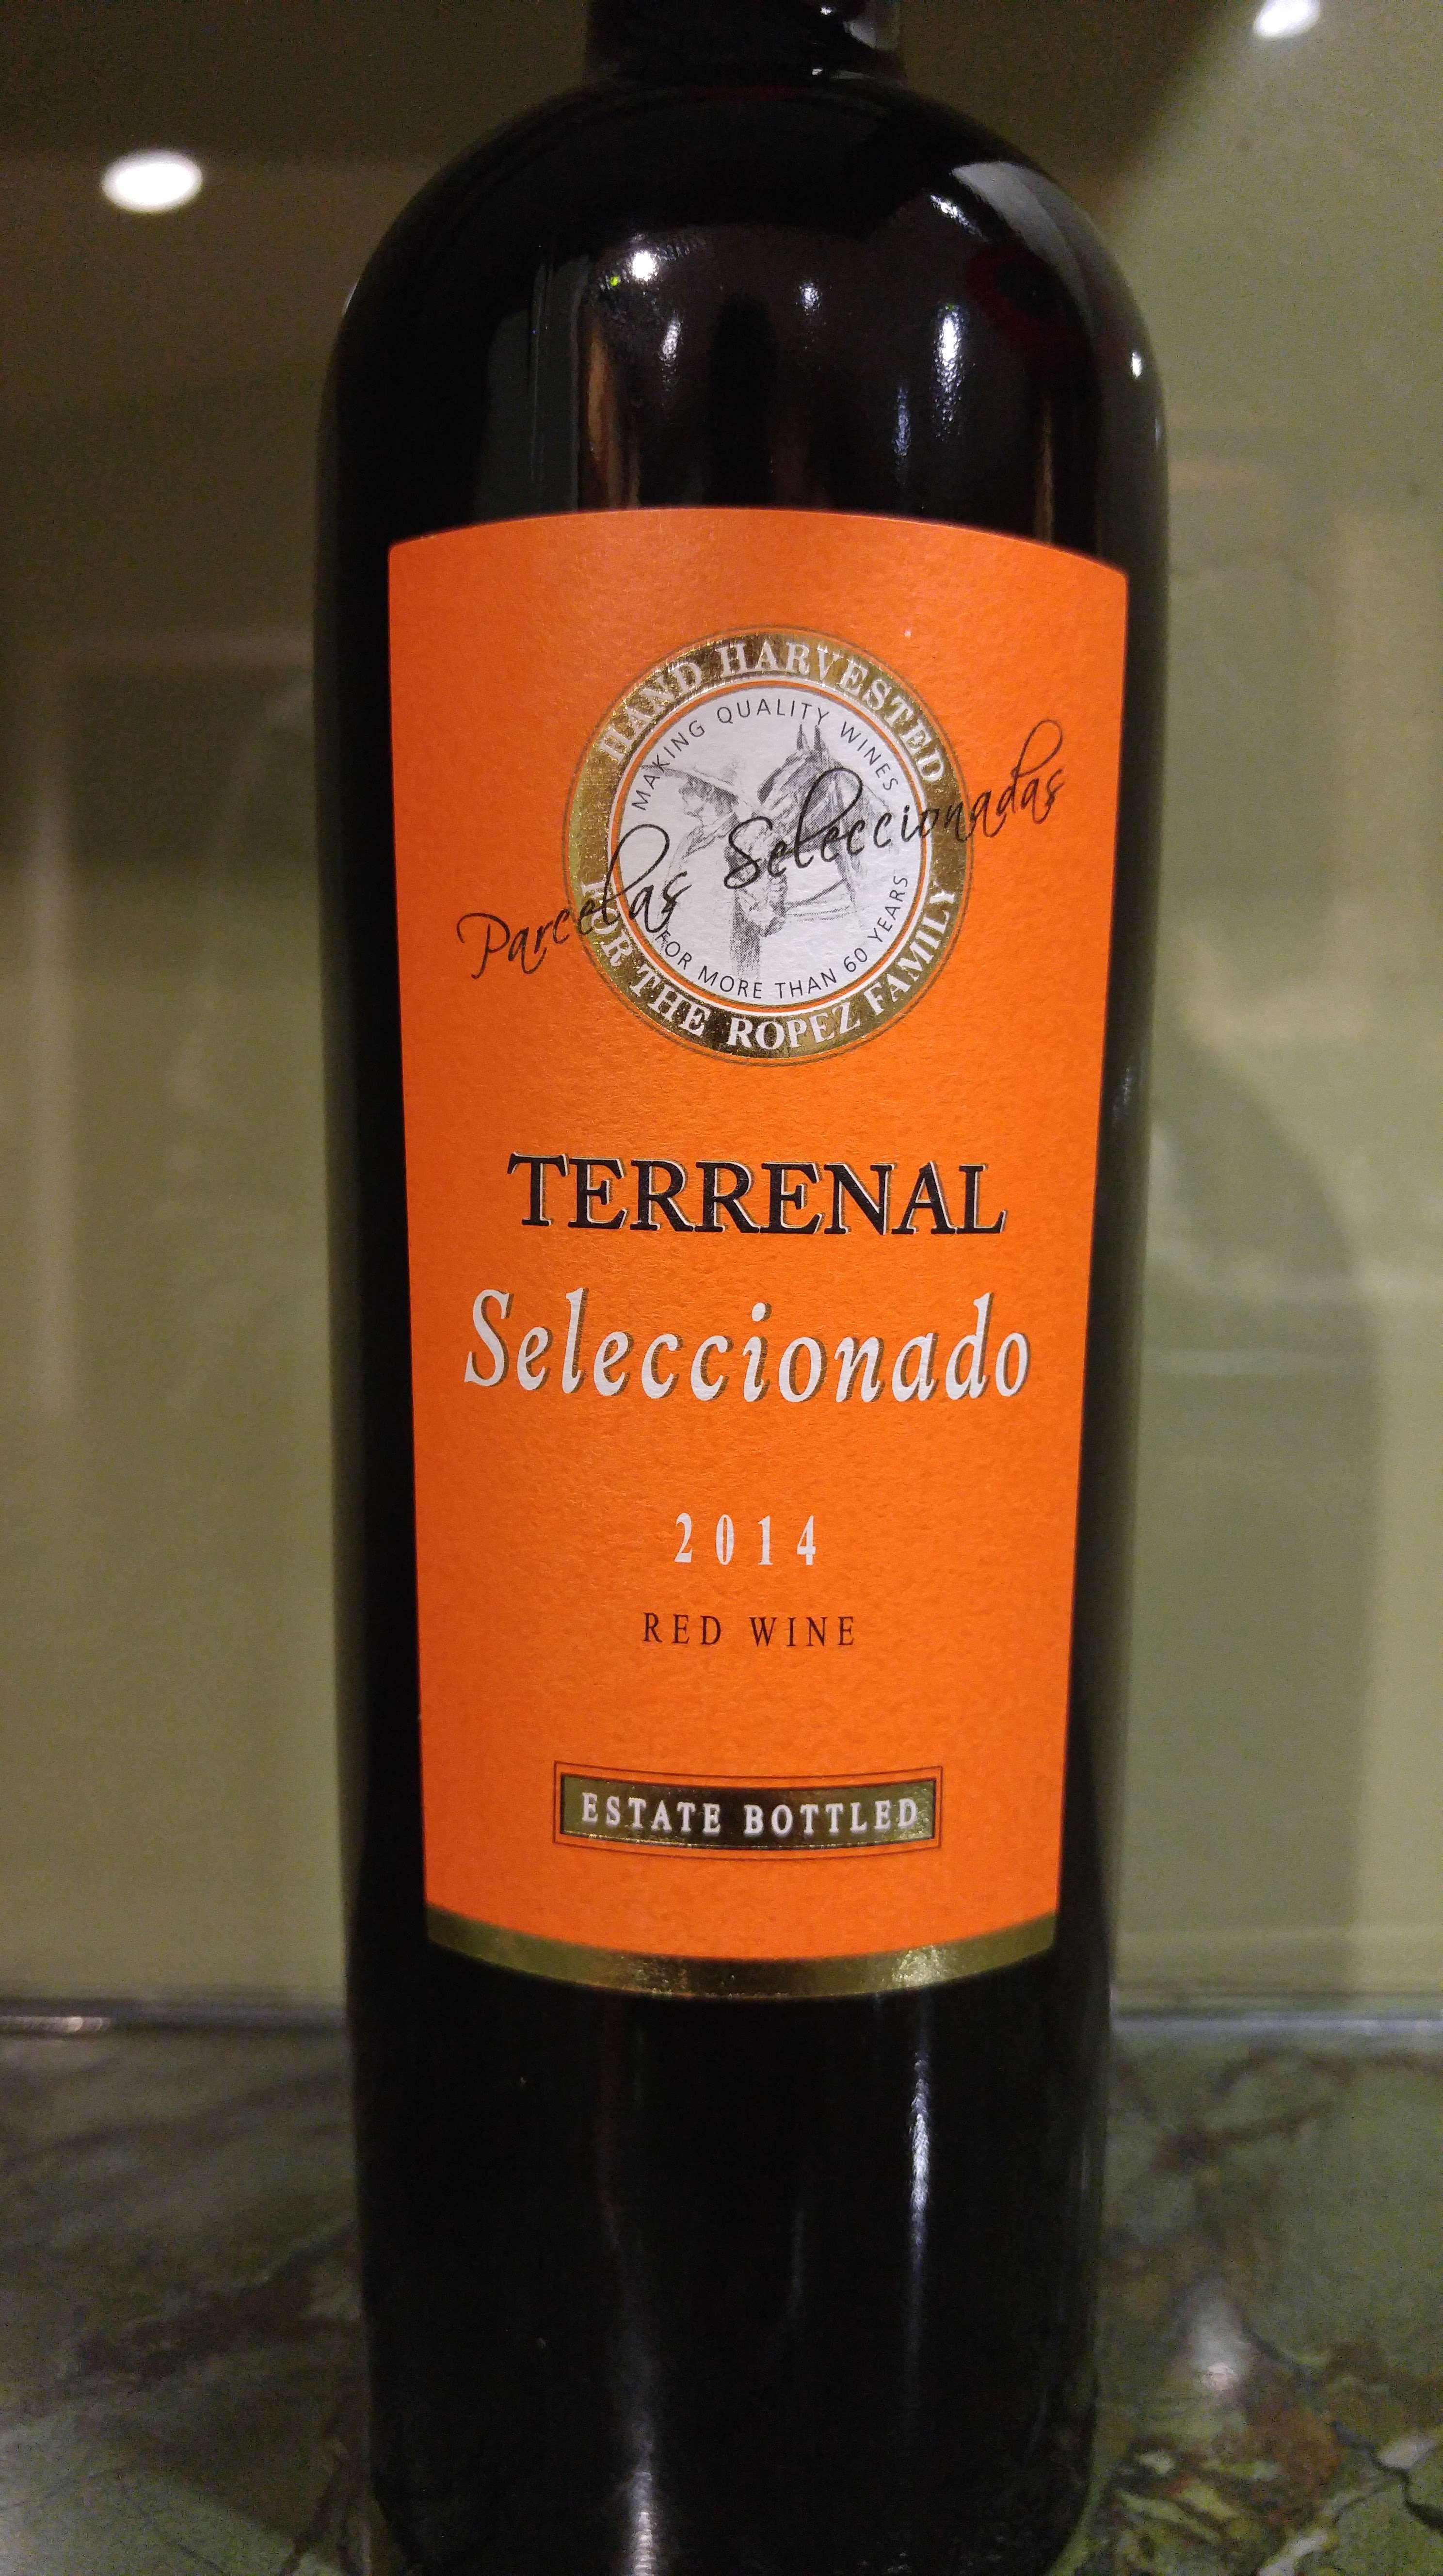 HAND HARVESTED
MAKING QUALITY WINES
Parcelas Seleccionadas
FOR MORE THAN 60 YEARS
FOR THE ROPEZ FAMILY
TERRENAL
Seleccionado
2014
RED WINE
ESTATE BOTTLED